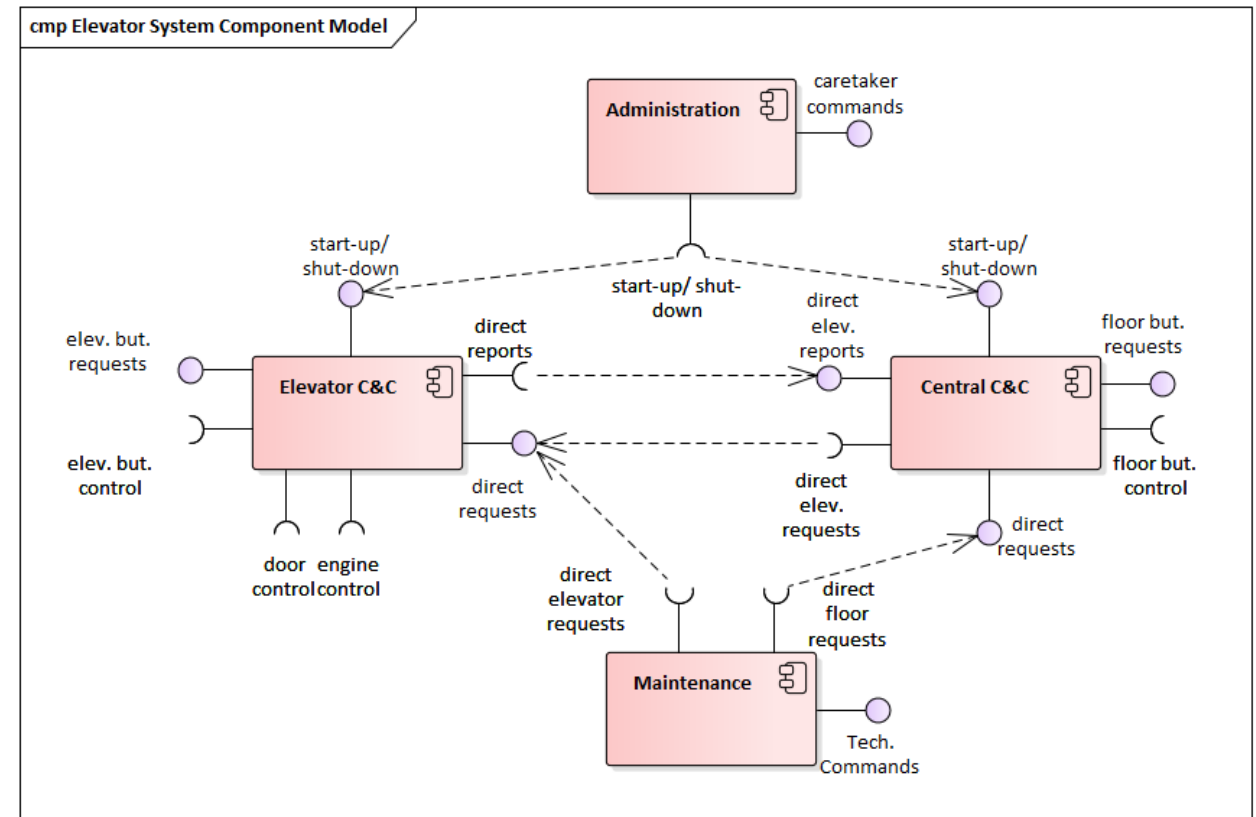 cmp Elevator System Component Model
caretaker
commands
Administration
start-up/
shut-down
start-up/
shut-down
start-up/ shut-
down
direct
elev.
reports
floor but.
requests
elev. but.
requests
direct
reports
Elevator C&C
Central C&C
elev. but.
control
floor but.
control
direct
requests
direct
elev.
requests
direct
requests
door engine
control control
direct
elevator
requests
direct
floor
requests
Maintenance
Tech.
Commands